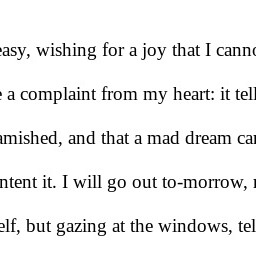 easy, wishing for a joy that I canno
a complaint from my heart: it tell
amished, and that a mad dream ca
ntent it. I will go out to-morrow,
elf, but gazing at the windows, tel